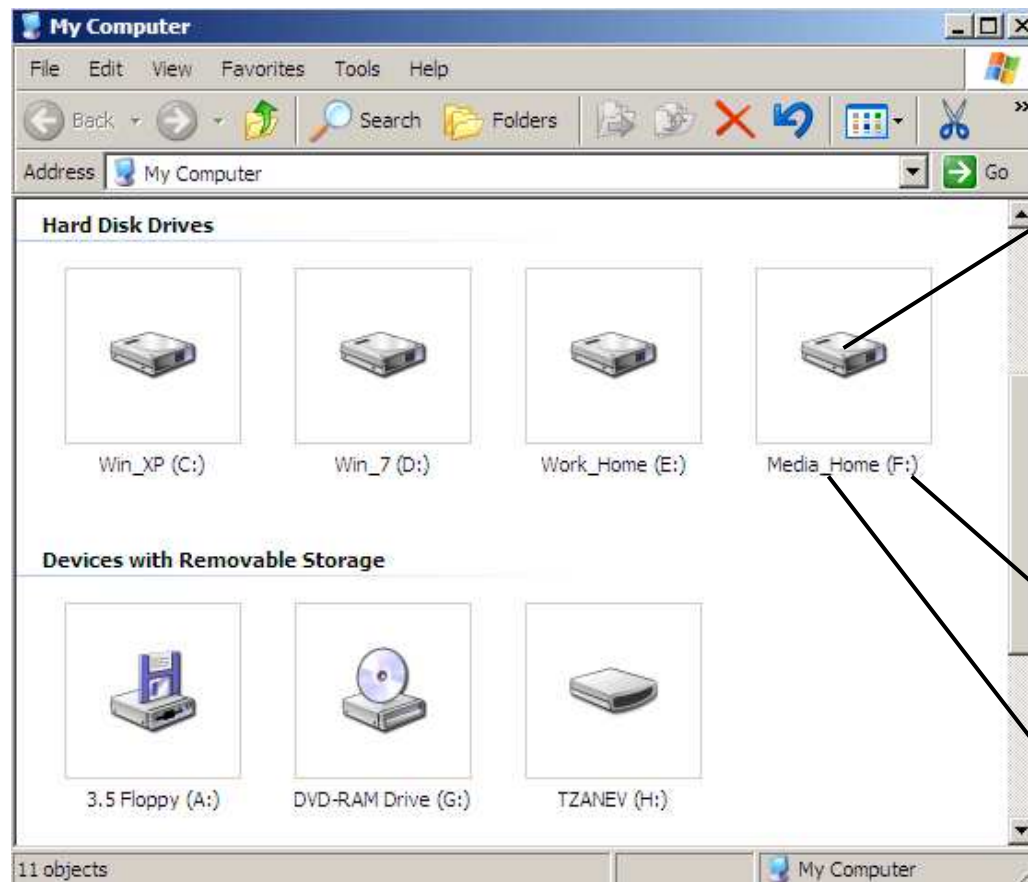 My Computer
File Edit View Favorites Tools Help
Back Search Folders »
Address My Computer Go
Hard Disk Drives
Win_XP (C:) Win_7 (D:) Work_Home (E:) Media_Home (F:)
Devices with Removable Storage
3.5 Floppy (A:) DVD-RAM Drive (G:) TZANEV (H:)
11 objects My Computer